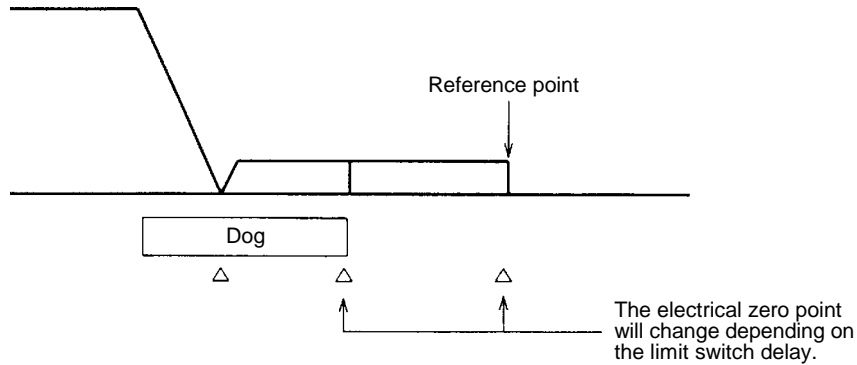 Reference point
Dog
The electrical zero point
will change depending on
the limit switch delay.